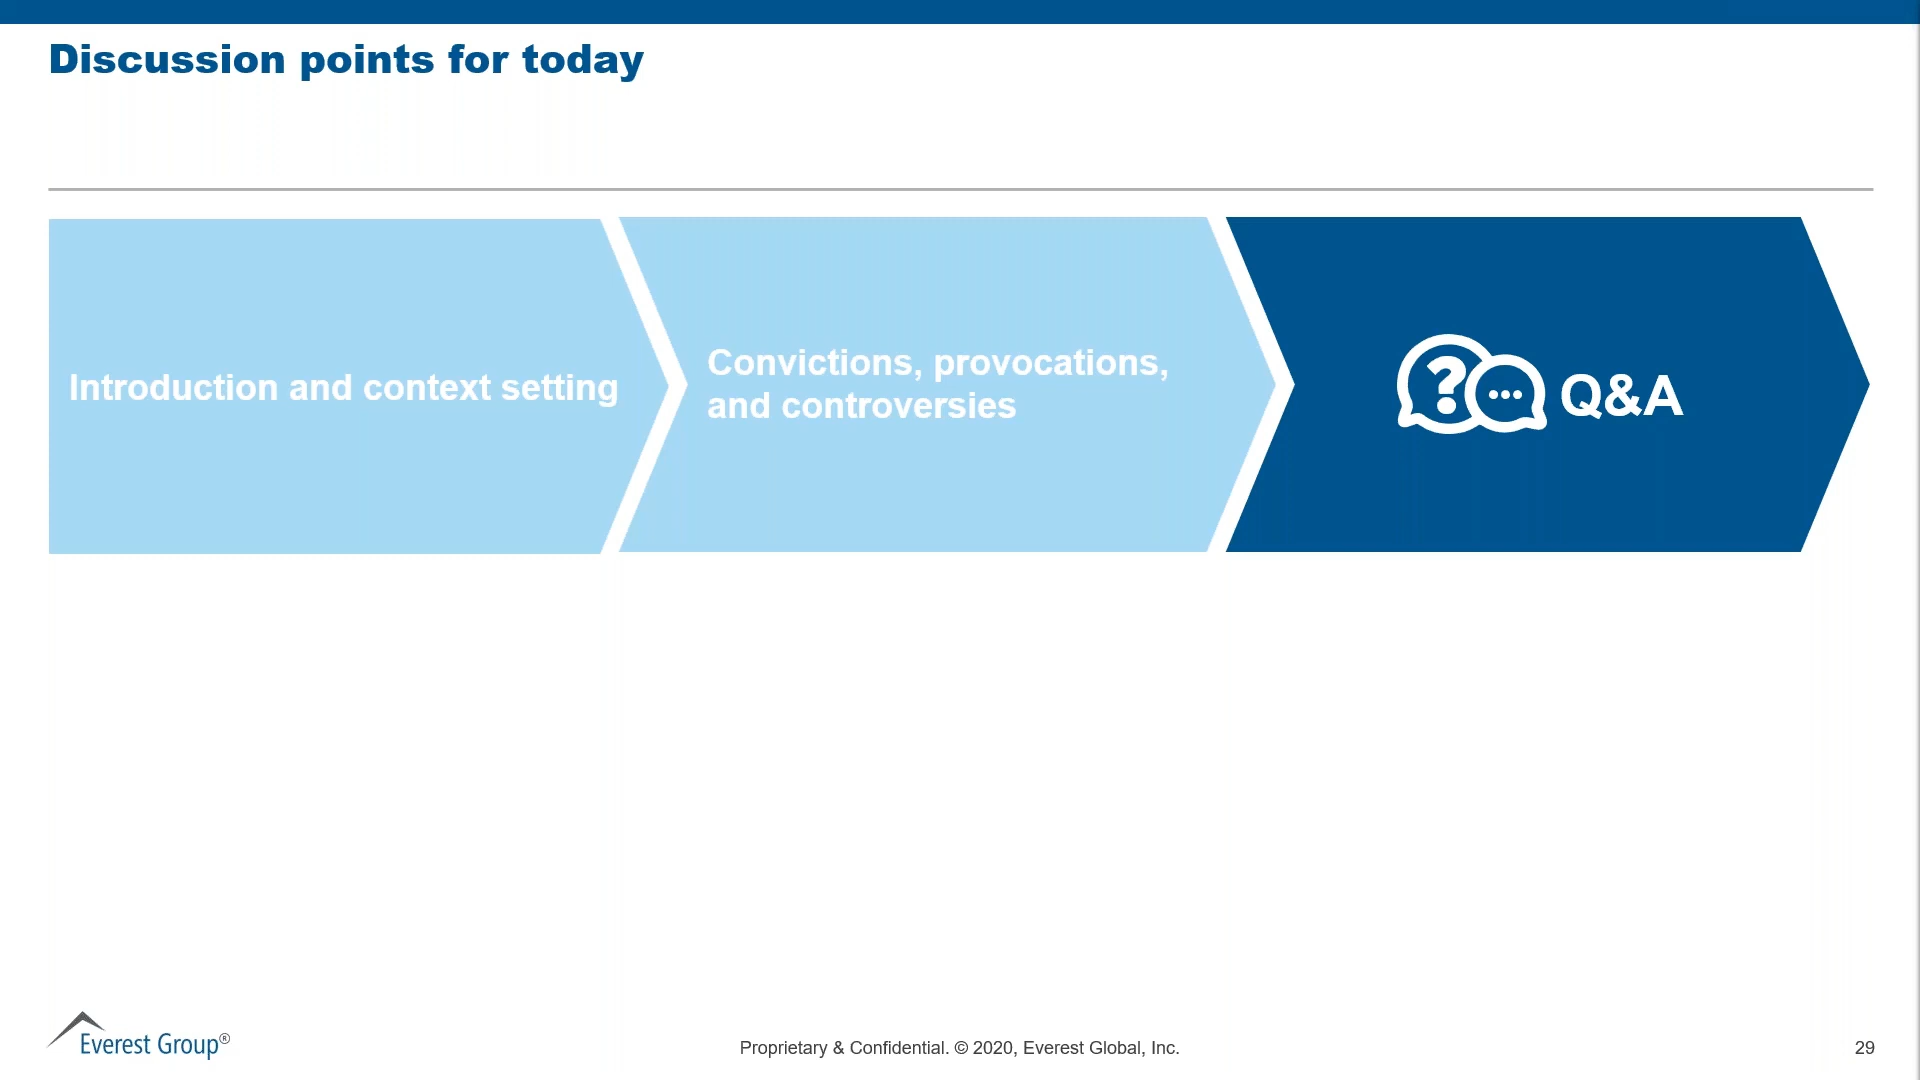 Discussion points for today
Introduction and context setting
Convictions, provocations,
and controversies
Q&A
Everest Group®
Proprietary & Confidential. © 2020, Everest Global, Inc.
29